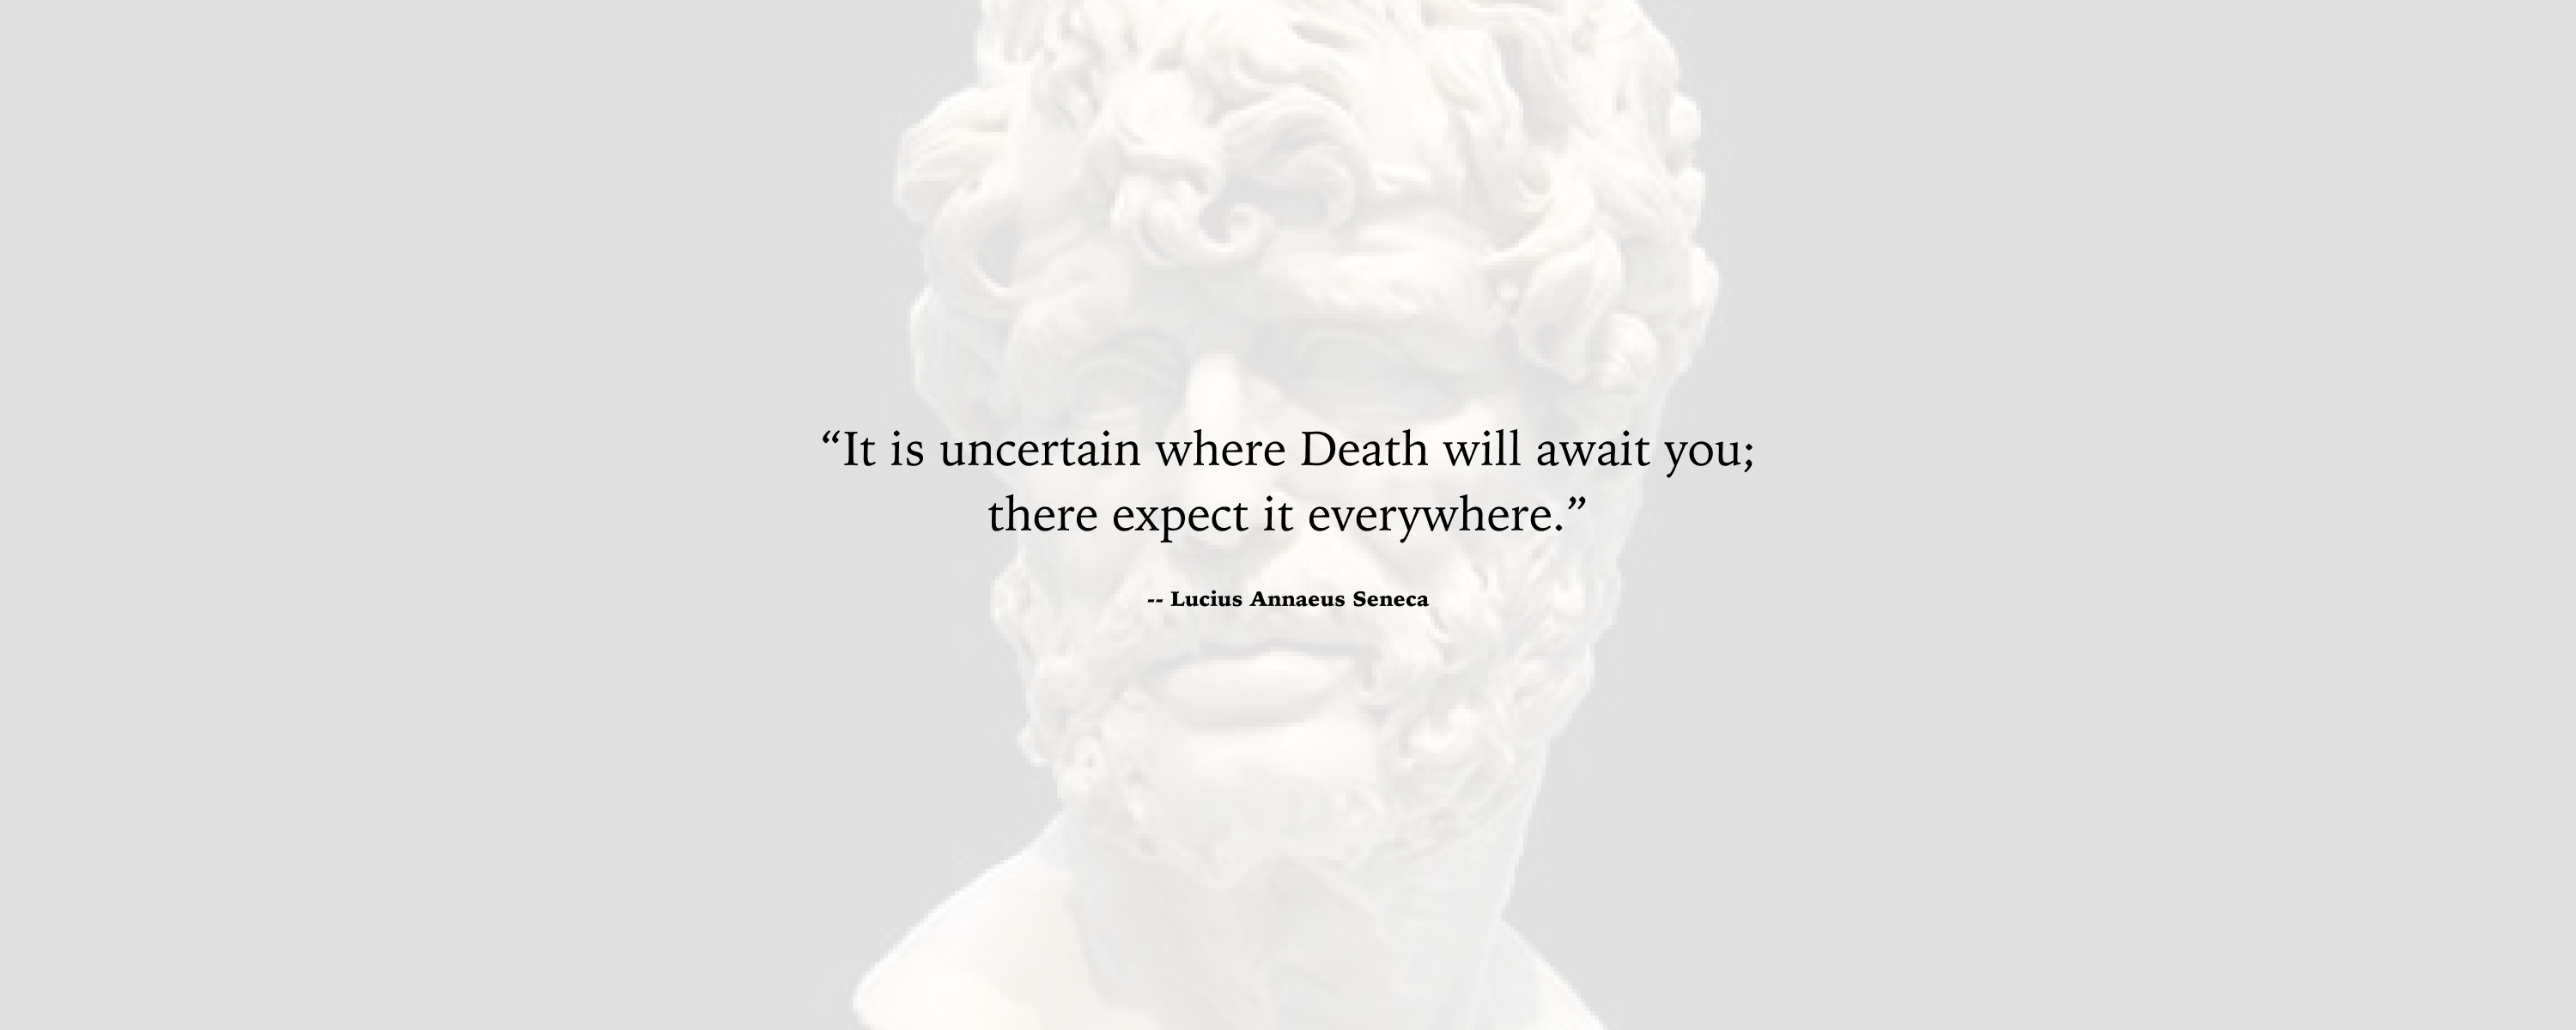 “It is uncertain where Death will await you;
there expect it everywhere.”
-- Lucius Annaeus Seneca